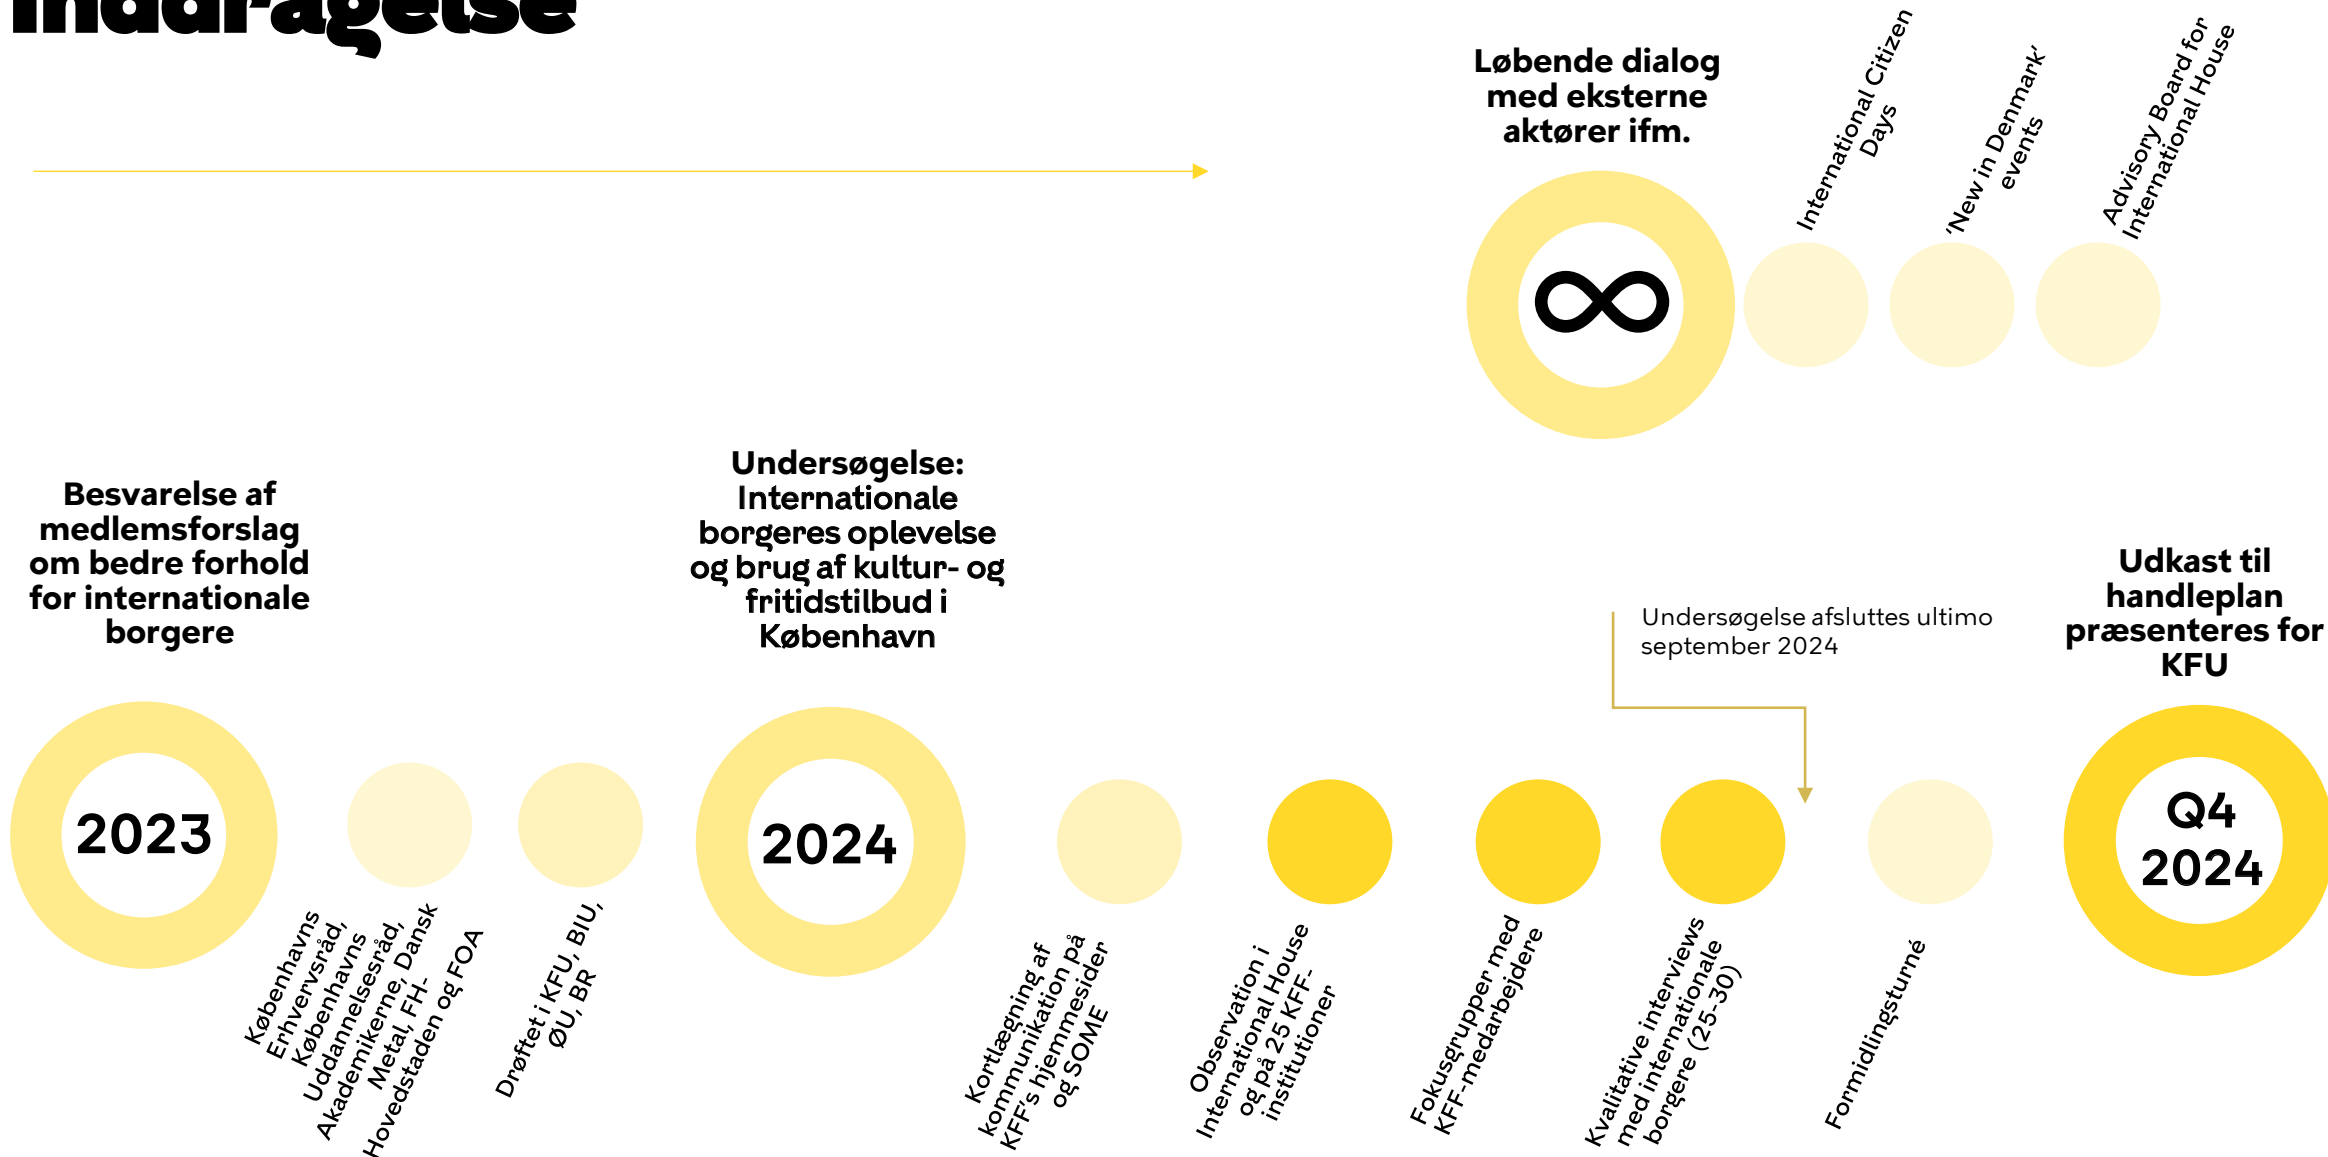 Inddragelse
Løbende dialog
med eksterne
aktører ifm.
International Citizen
Days
'New in Denmark'
events
Advisory Board for
International House
Besvarelse af
medlemsforslag
om bedre forhold
for internationale
borgere
2023
Københavns
Erhvervsråd,
Københavns
Uddannelsesråd,
Akademikerne, Dansk
Metal, FH-
Hovedstaden og FOA
Drøftet i KFU, BIU,
ØU, BR
Undersøgelse:
Internationale
borgeres oplevelse
og brug af kultur- og
fritidstilbud i
København
2024
Kortlægning af
kommunikation på
KFF's hjemmesider
og SOME
Observation i
International House
og på 25 KFF-
institutioner
Fokusgrupper med
KFF-medarbejdere
Kvalitative interviews
med internationale
borgere (25-30)
Undersøgelse afsluttes ultimo
september 2024
Formidlingsturné
Udkast til
handleplan
præsenteres for
KFU
Q4
2024